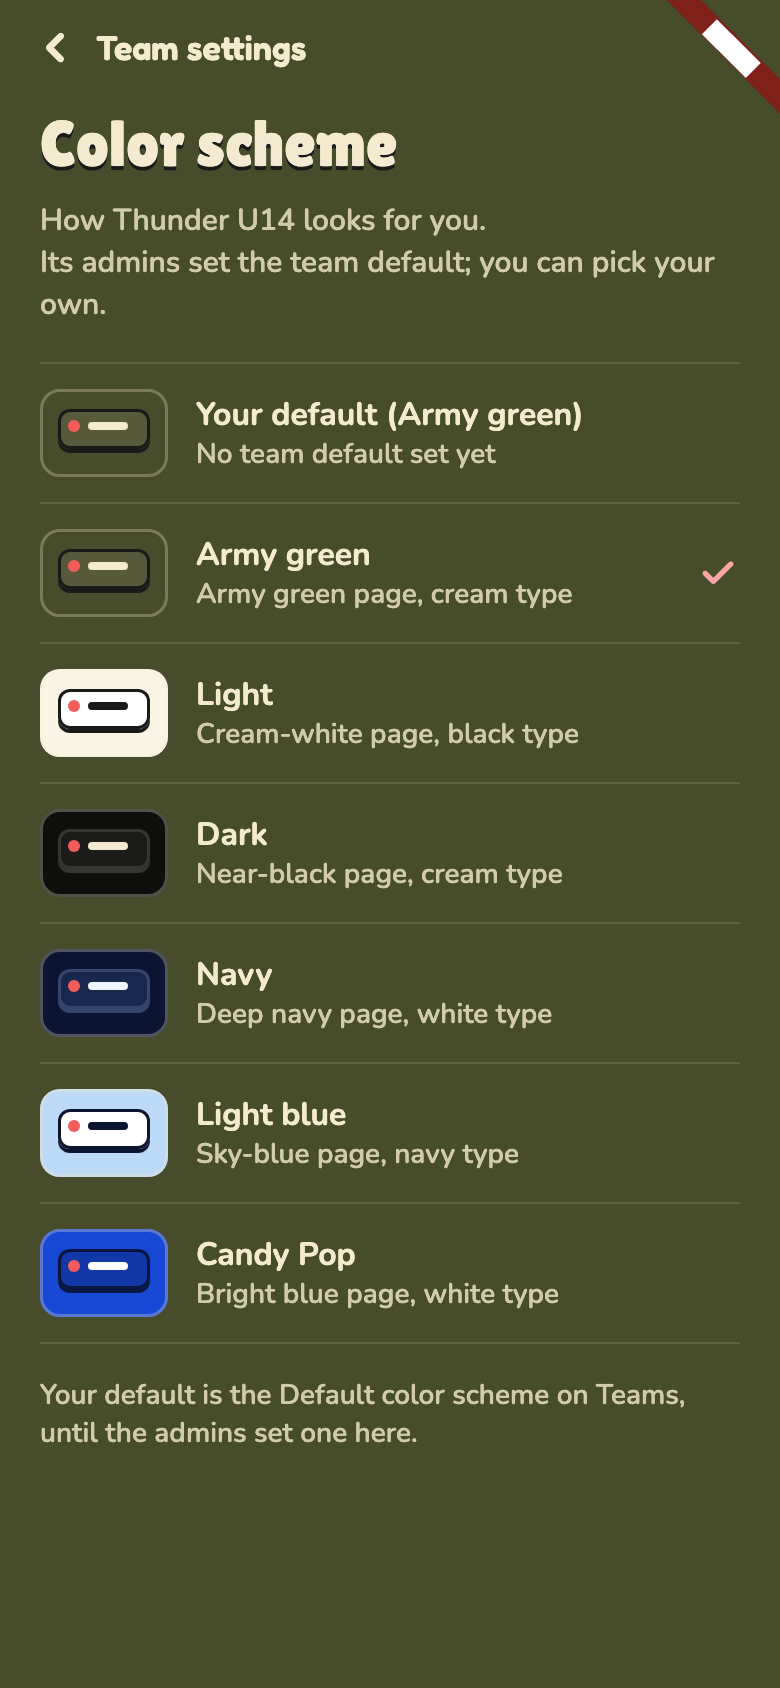 Team settings
Color scheme
How Thunder U14 looks for you.
Its admins set the team default; you can pick your
own.
Your default (Army green)
No team default set yet
Army green
Army green page, cream type
Light
Cream-white page, black type
Dark
Near-black page, cream type
Navy
Deep navy page, white type
Light blue
Sky-blue page, navy type
Candy Pop
Bright blue page, white type
Your default is the Default color scheme on Teams,
until the admins set one here.